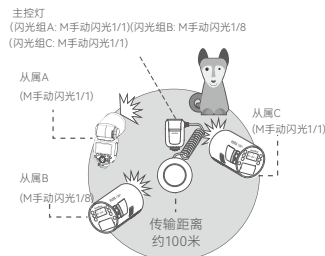 主控灯
(闪光组A: M手动闪光1/1)(闪光组B: M手动闪光1/8
(闪光组C: M手动闪光1/1)
从属A
(M手动闪光1/1)
从属C
(M手动闪光1/1)
从属B
(M手动闪光1/8)
传输距离
约100米